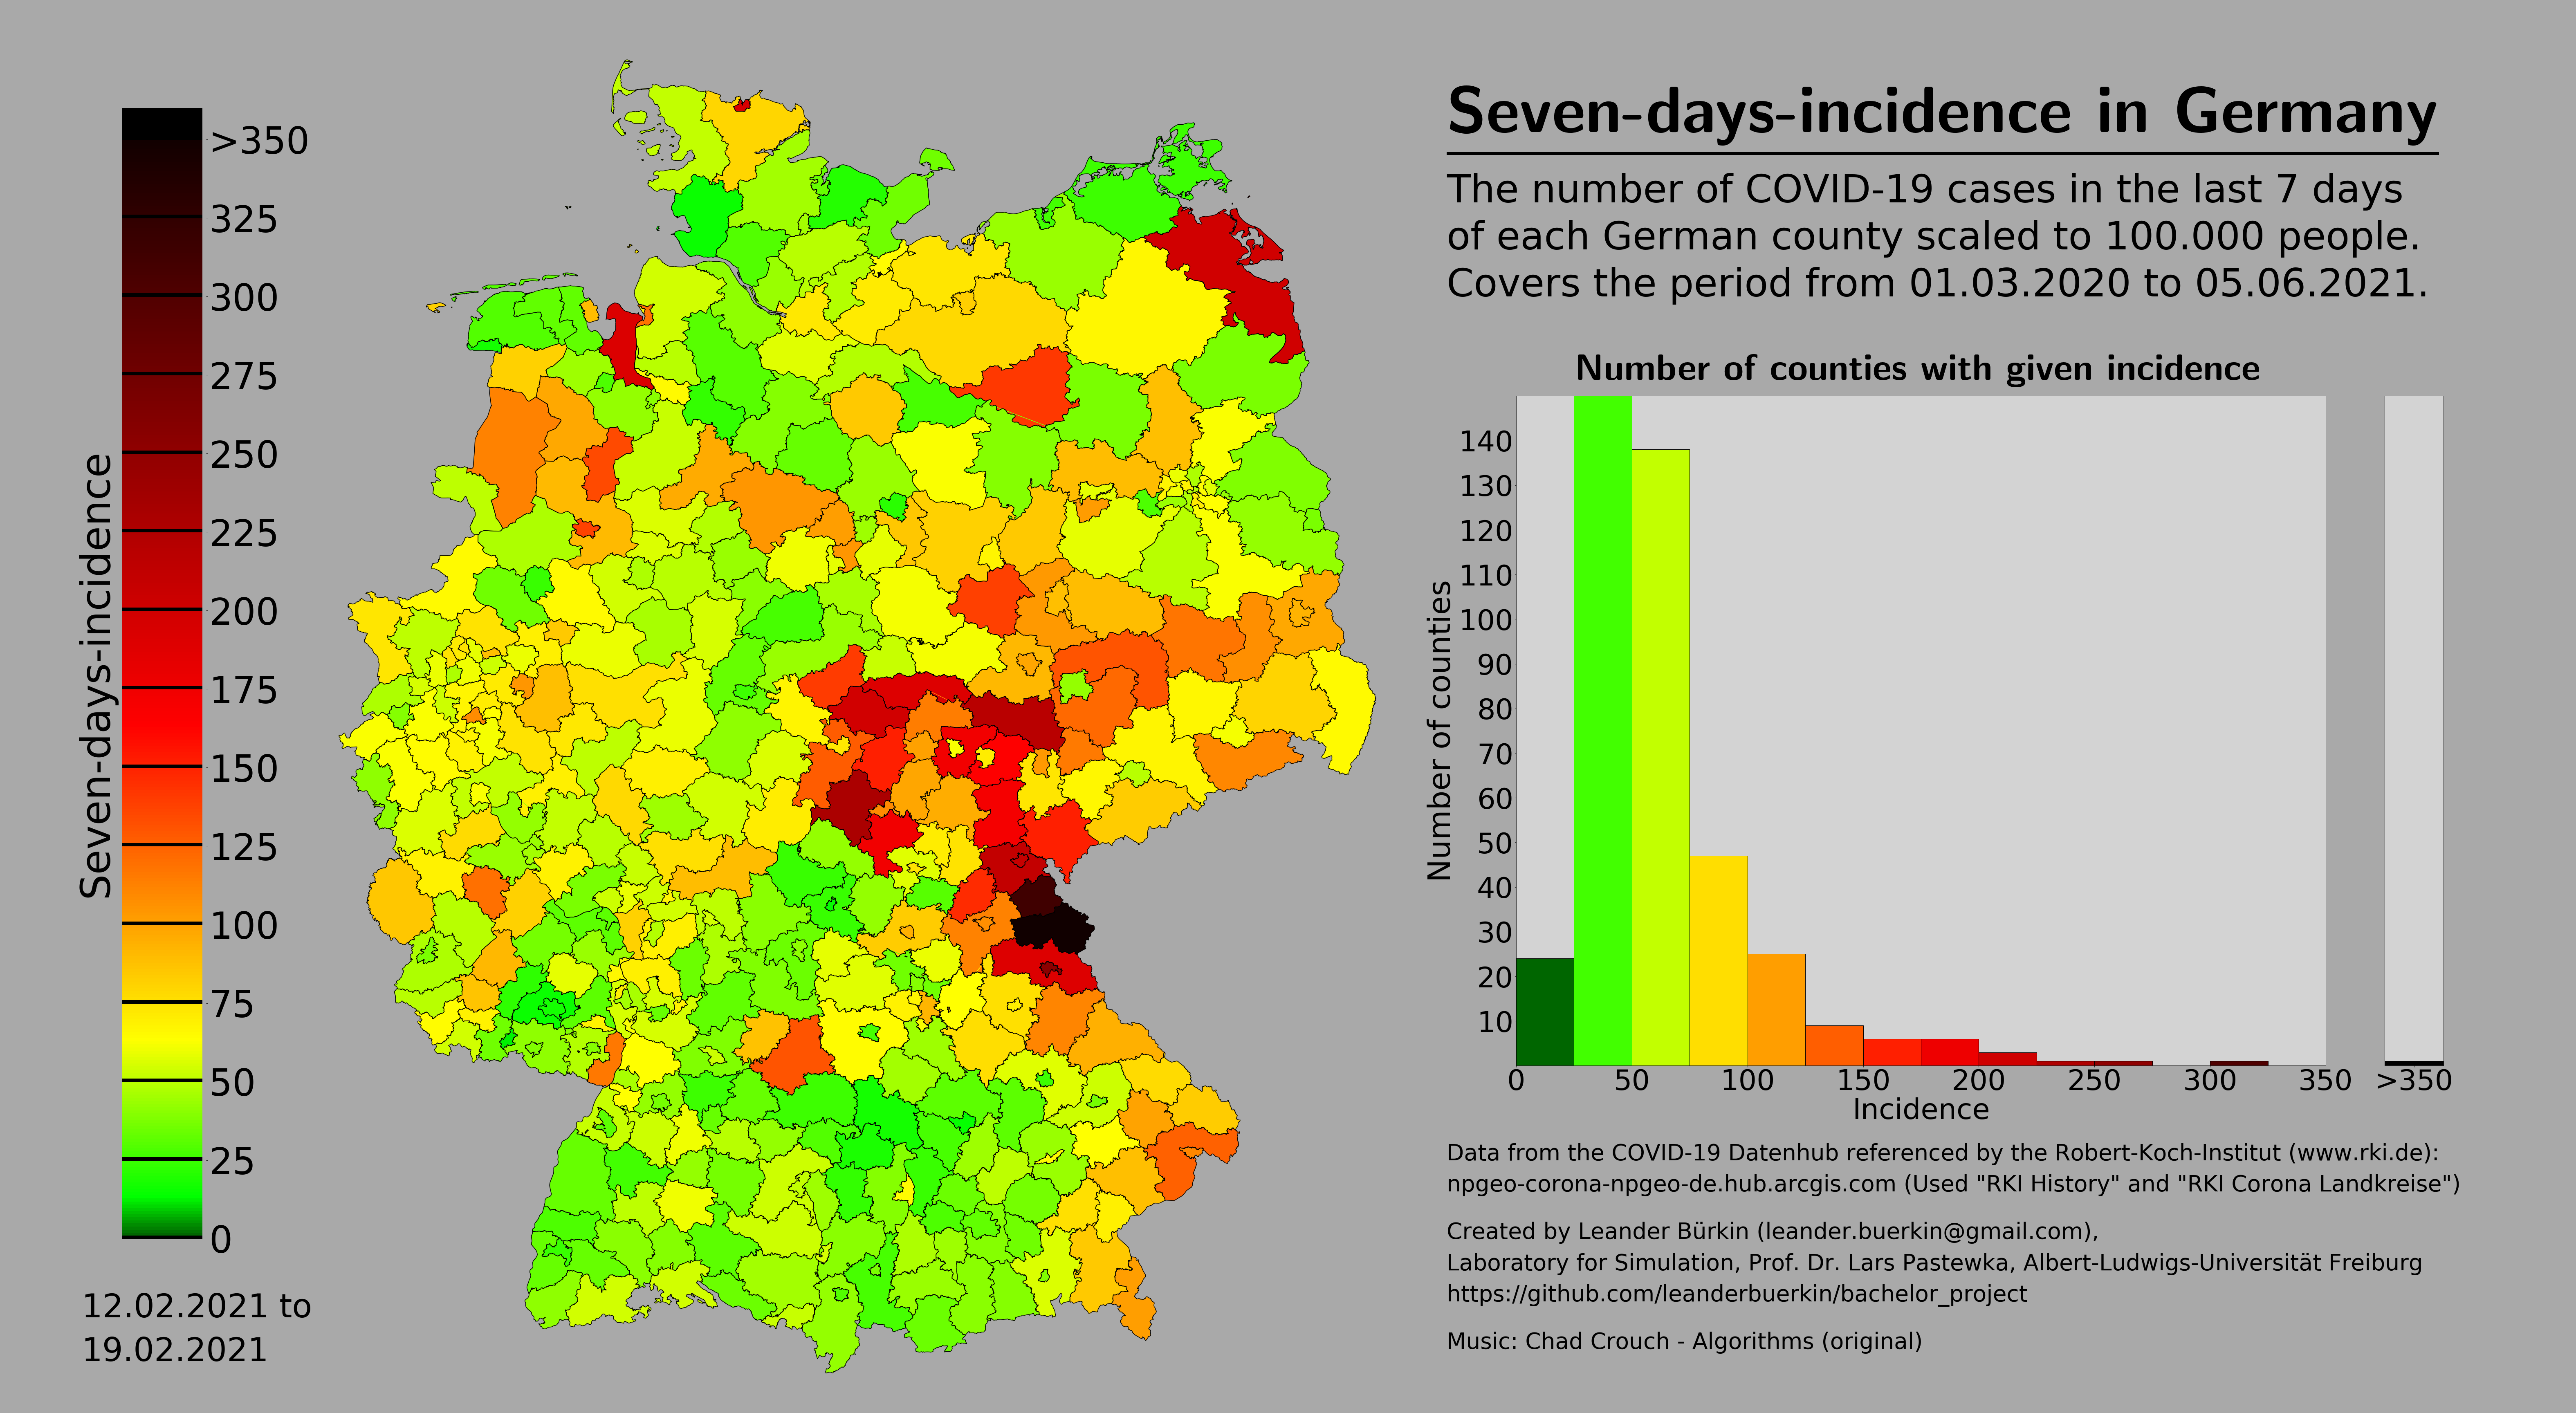 Seven-days-incidence in Germany
The number of COVID-19 cases in the last 7 days
of each German county scaled to 100.000 people.
Covers the period from 01.03.2020 to 05.06.2021.
Seven-days-incidence
>350
325
300
275
250
225
200
175
150
125
100
75
50
25
0
12.02.2021 to
19.02.2021
Number of counties with given incidence
Number of counties
140
130
120
110
100
90
80
70
60
50
40
30
20
10
0 50 100 150 200 250 300 350 >350
Incidence
Data from the COVID-19 Datenhub referenced by the Robert-Koch-Institut (www.rki.de):
npgeo-corona-npgeo-de.hub.arcgis.com (Used "RKI History" and "RKI Corona Landkreise")
Created by Leander Bürkin (leander.buerkin@gmail.com),
Laboratory for Simulation, Prof. Dr. Lars Pastewka, Albert-Ludwigs-Universität Freiburg
https://github.com/leanderbuerkin/bachelor_project
Music: Chad Crouch - Algorithms (original)